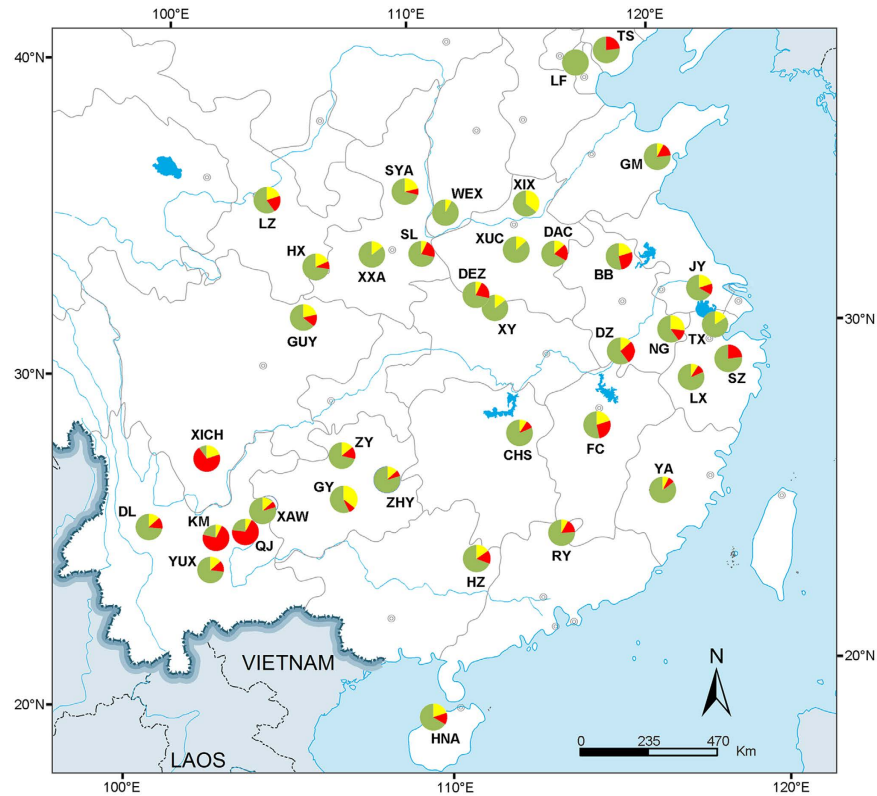 100°E 110°E 120°E
40°N
TS
LF
GM
SYA
WEX
XIX
LZ
XUC
DAC
SL
HX
XXA
BB
DEZ
JY
XY
30°N
GUY
DZ
NG
TX
30°N
SZ
LX
XICH
ZY
CHS
FC
GY
ZHY
YA
DL
KM
XAW
QJ
YUX
RY
HZ
N
VIETNAM
20°N
20°N
HNA
0 235 470
Km
LAOS
100°E 110°E 120°E